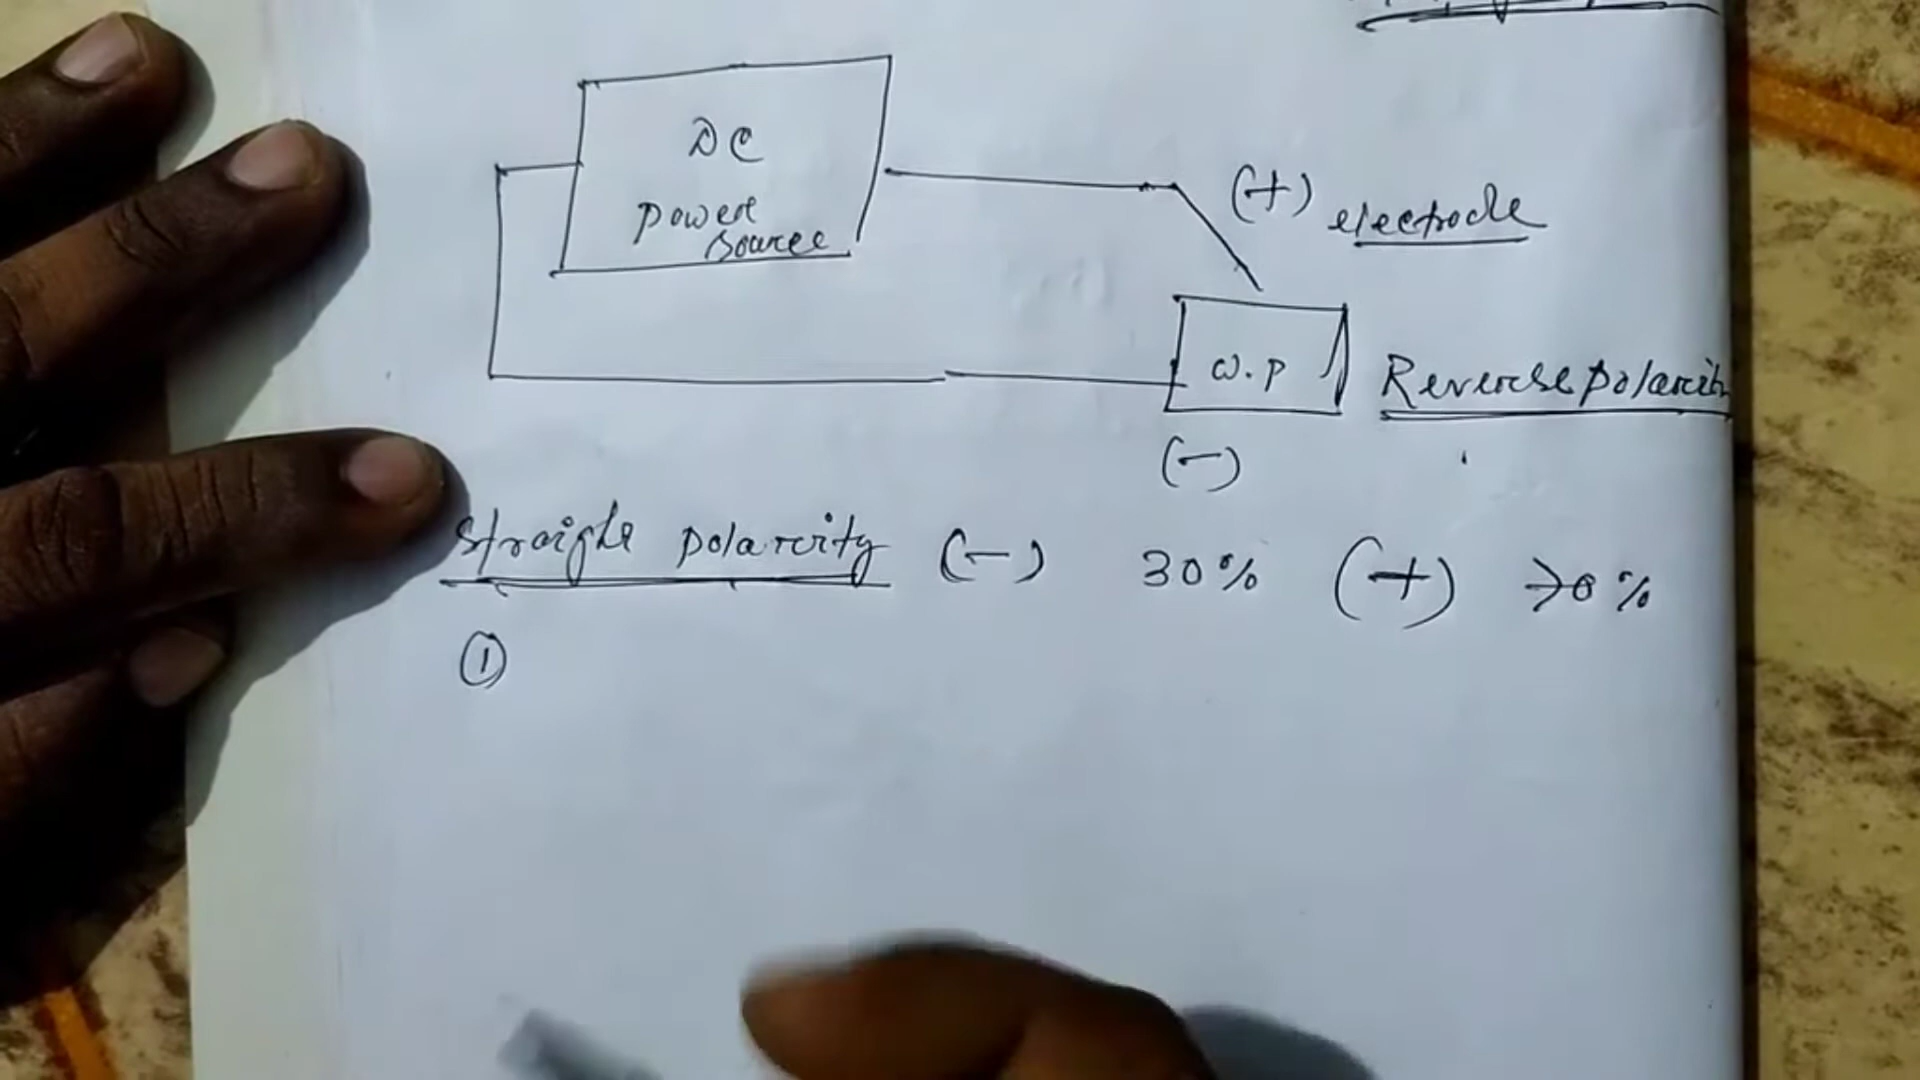 DC
power
source
(+) electrode
W.P
Reverse polarity
(-)
straight polarity (-) 30% (+) 70%
①